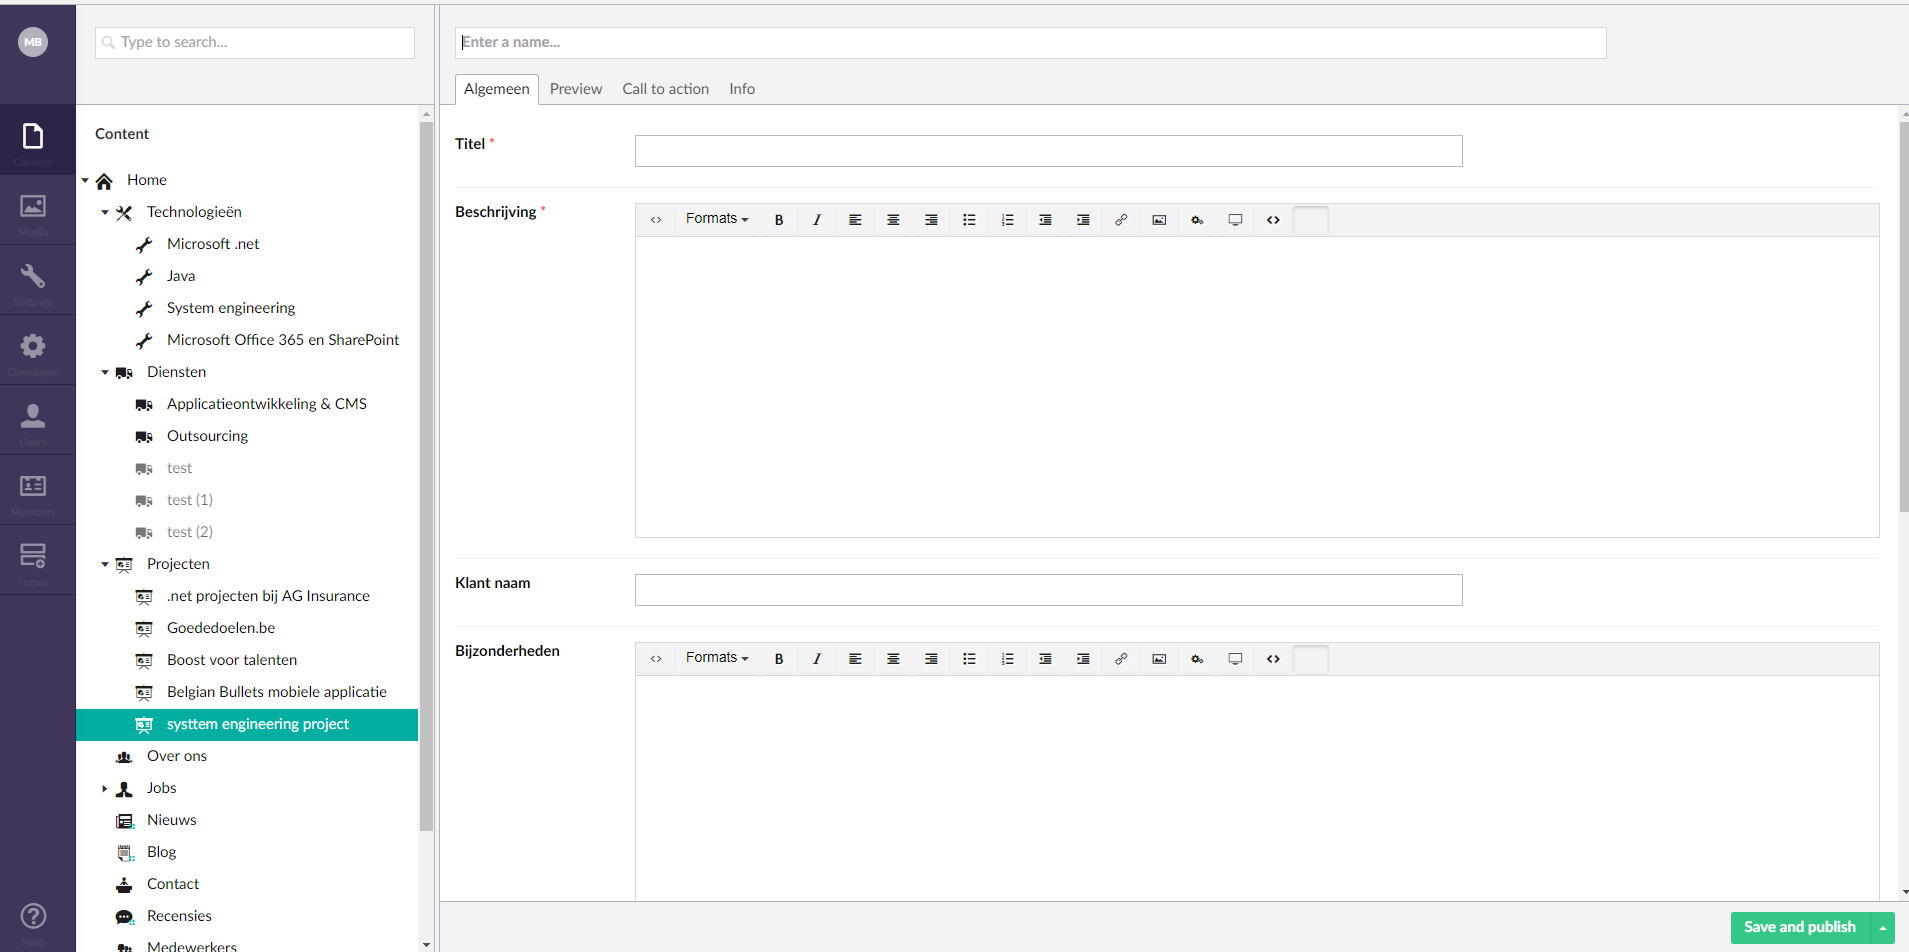 MB
Content
Media
Settings
Developer
Users
Members
Forms
Help
Type to search...
Content
Home
Technologieën
Microsoft .net
Java
System engineering
Microsoft Office 365 en SharePoint
Diensten
Applicatieontwikkeling & CMS
Outsourcing
test
test (1)
test (2)
Projecten
.net projecten bij AG Insurance
Goededoelen.be
Boost voor talenten
Belgian Bullets mobiele applicatie
systtem engineering project
Over ons
Jobs
Nieuws
Blog
Contact
Recensies
Medewerkers
Enter a name...
Algemeen Preview Call to action Info
Titel *
Beschrijving *
Formats B I
Klant naam
Bijzonderheden
Formats B I
Save and publish